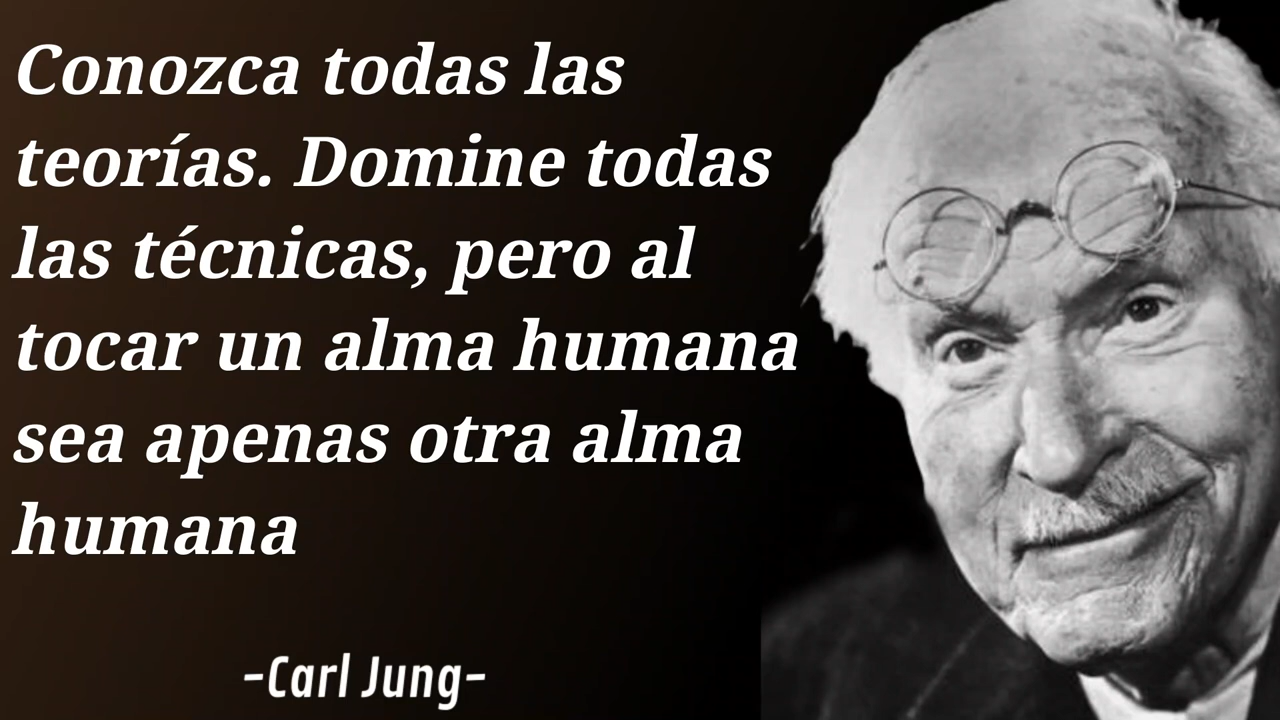 Conozca todas las
teorías. Domine todas
las técnicas, pero al
tocar un alma humana
sea apenas otra alma
humana
-Carl Jung-